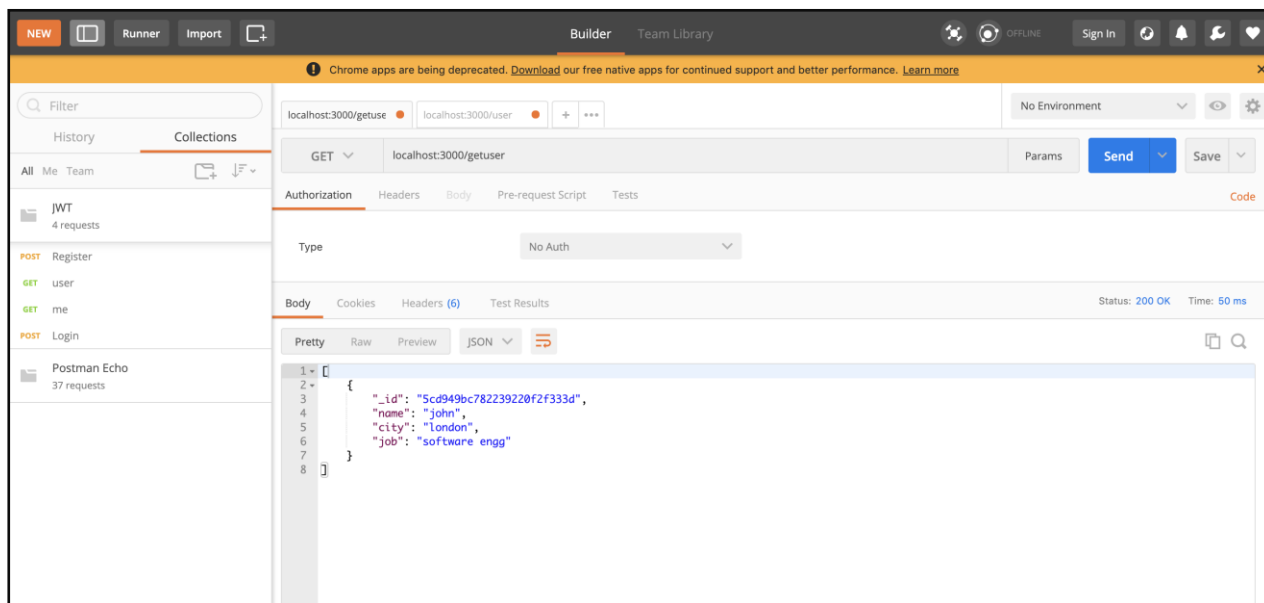 NEW Runner Import Builder Team Library OFFLINE Sign In
Chrome apps are being deprecated. Download our free native apps for continued support and better performance. Learn more
Filter
History Collections
All Me Team
JWT
4 requests
POST Register
GET user
GET me
POST Login
Postman Echo
37 requests
localhost:3000/getuse localhost:3000/user + •••
No Environment
GET localhost:3000/getuser Params Send Save
Authorization Headers Body Pre-request Script Tests Code
Type No Auth
Body Cookies Headers (6) Test Results Status: 200 OK Time: 50 ms
Pretty Raw Preview JSON
1 [
2 {
3 "_id": "5cd949bc782239220f2f333d",
4 "name": "john",
5 "city": "london",
6 "job": "software engg"
7 }
8 ]